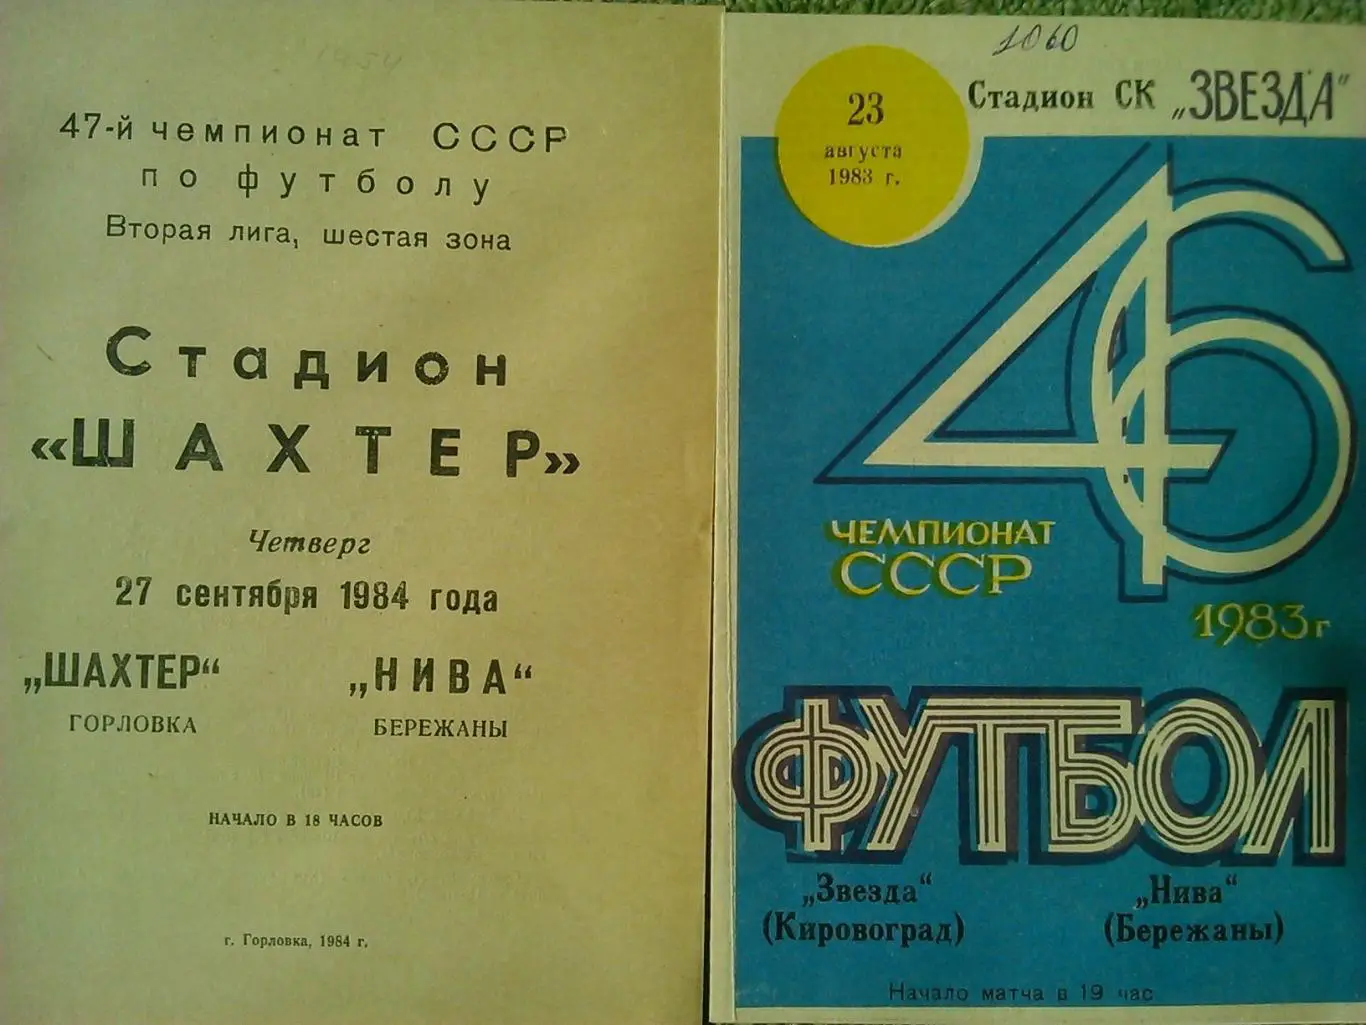 47-й чемпионат СССР
по футболу
Вторая лига, шестая зона
Стадион
«ШАХТЕР»
Четверг
27 сентября 1984 года
„ШАХТЕР“ „НИВА“
ГОРЛОВКА БЕРЕЖАНЫ
НАЧАЛО В 18 ЧАСОВ
г. Горловка, 1984 г.
1060
23
августа
1983 г.
Стадион СК „ЗВЕЗДА“
46
ЧЕМПИОНАТ
СССР
1983г
ФУТБОЛ
„Звезда“ „Нива“
(Кировоград) (Бережаны)
Начало матча в 19 час